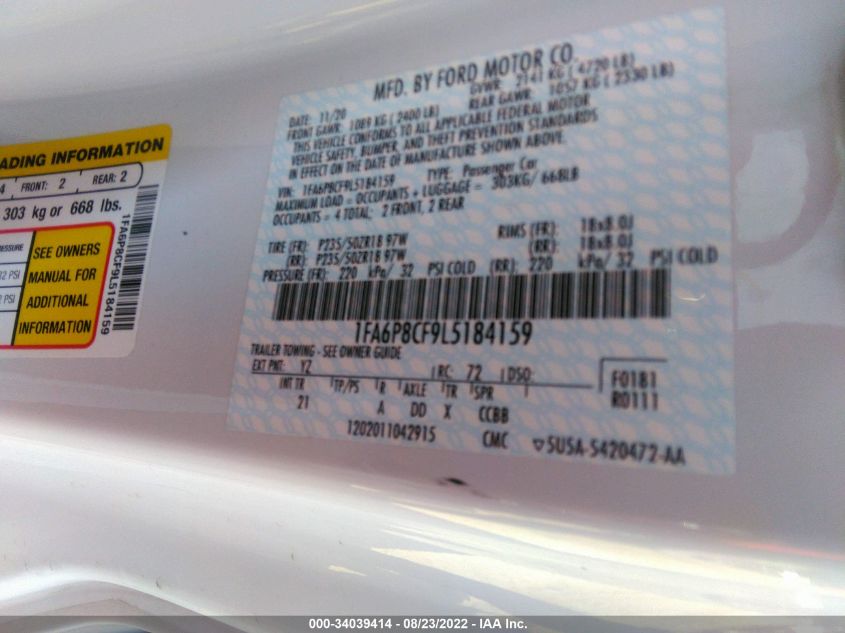 ADING INFORMATION
4 FRONT: 2 REAR: 2
303 kg or 668 lbs.
SEE OWNERS
MANUAL FOR
ADDITIONAL
INFORMATION
1FA6P8CF9L5184159
MFD. BY FORD MOTOR CO.
DATE: 11/20 GVWR: 2141 KG ( 4720 LB)
FRONT GAWR: 1089 KG ( 2400 LB) REAR GAWR: 1057 KG ( 2330 LB)
THIS VEHICLE CONFORMS TO ALL APPLICABLE FEDERAL MOTOR
VEHICLE SAFETY, BUMPER, AND THEFT PREVENTION STANDARDS
IN EFFECT ON THE DATE OF MANUFACTURE SHOWN ABOVE.
VIN: 1FA6P8CF9L5184159 TYPE: Passenger Car
MAXIMUM LOAD = OCCUPANTS + LUGGAGE = 303KG/ 668LB
OCCUPANTS = 4 TOTAL; 2 FRONT, 2 REAR
TIRE (FR): P235/50ZR18 97W RIMS (FR): 18x8.0J
(RR): P235/50ZR18 97W (RR): 18x8.0J
PRESSURE (FR): 220 kPa/ 32 PSI COLD (RR): 220 kPa/ 32 PSI COLD
1FA6P8CF9L5184159
TRAILER TOWING - SEE OWNER GUIDE
EXT PNT: YZ RC: 72 DSO: F0181
INT TR TP/PS R AXLE TR SPR R0111
21 A DD X CCBB
1202011042915 CMC 5USA-S420472-AA
000-34039414 - 08/23/2022 - IAA Inc.